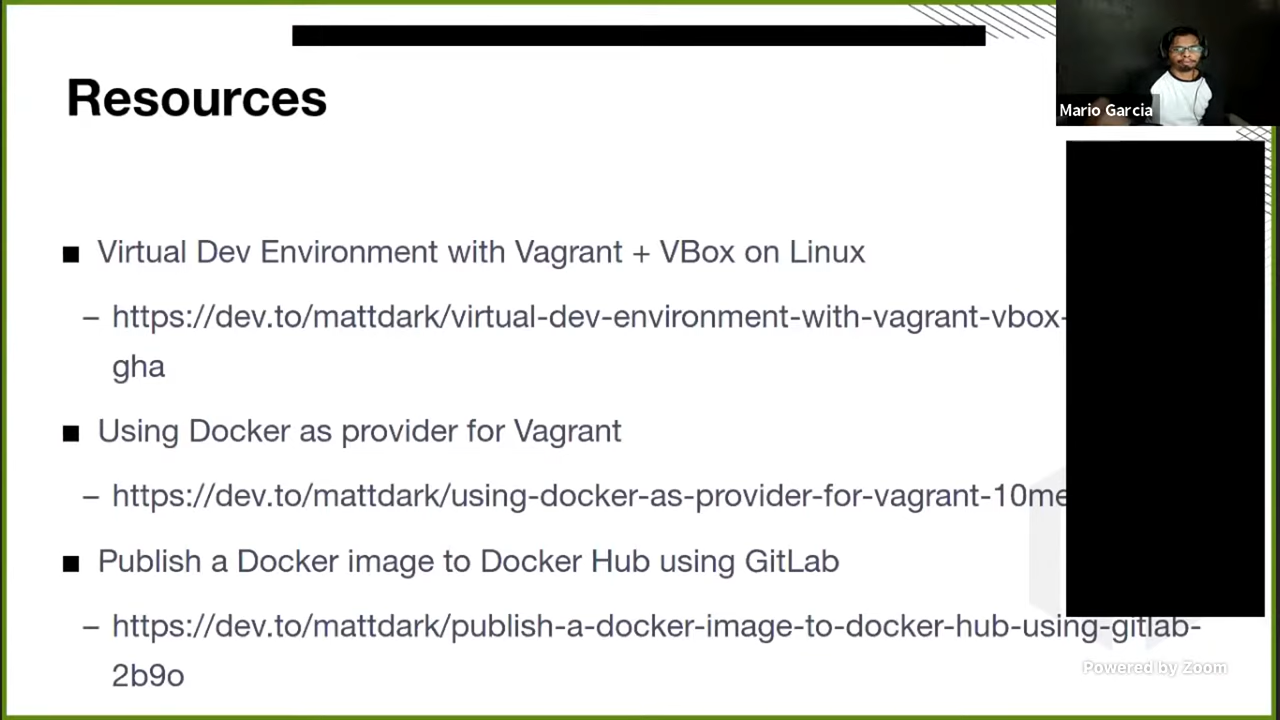 Resources
Mario Garcia
■ Virtual Dev Environment with Vagrant + VBox on Linux
– https://dev.to/mattdark/virtual-dev-environment-with-vagrant-vbox-
gha
■ Using Docker as provider for Vagrant
– https://dev.to/mattdark/using-docker-as-provider-for-vagrant-10me
■ Publish a Docker image to Docker Hub using GitLab
– https://dev.to/mattdark/publish-a-docker-image-to-docker-hub-using-gitlab-
2b9o
Powered by Zoom